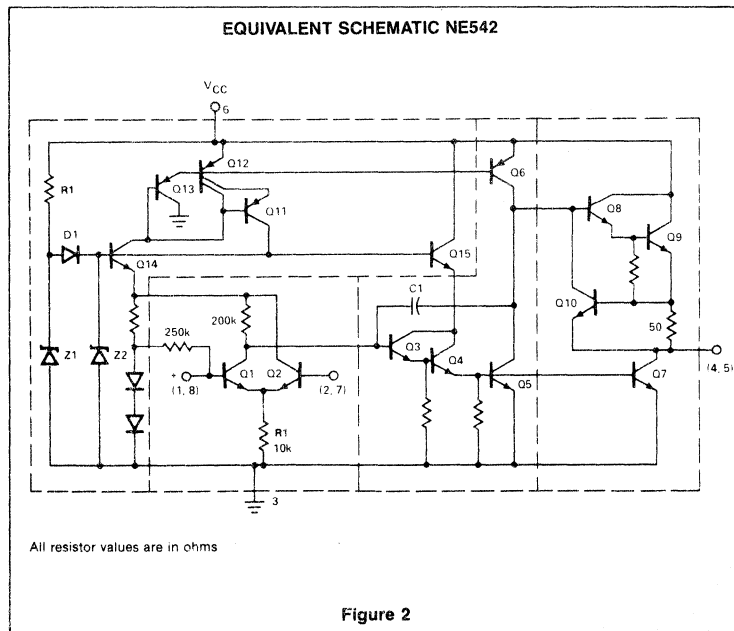 EQUIVALENT SCHEMATIC NE542
VCC
6
R1
Q12
Q13
Q6
Q11
Q8
D1
Q9
Q14
Q15
C1
Q10
200k
250k
50
Z1
Z2
Q3
Q4
+
(1, 8)
Q1
Q2
(2, 7)
Q5
Q7
(4, 5)
R1
10k
3
All resistor values are in ohms
Figure 2